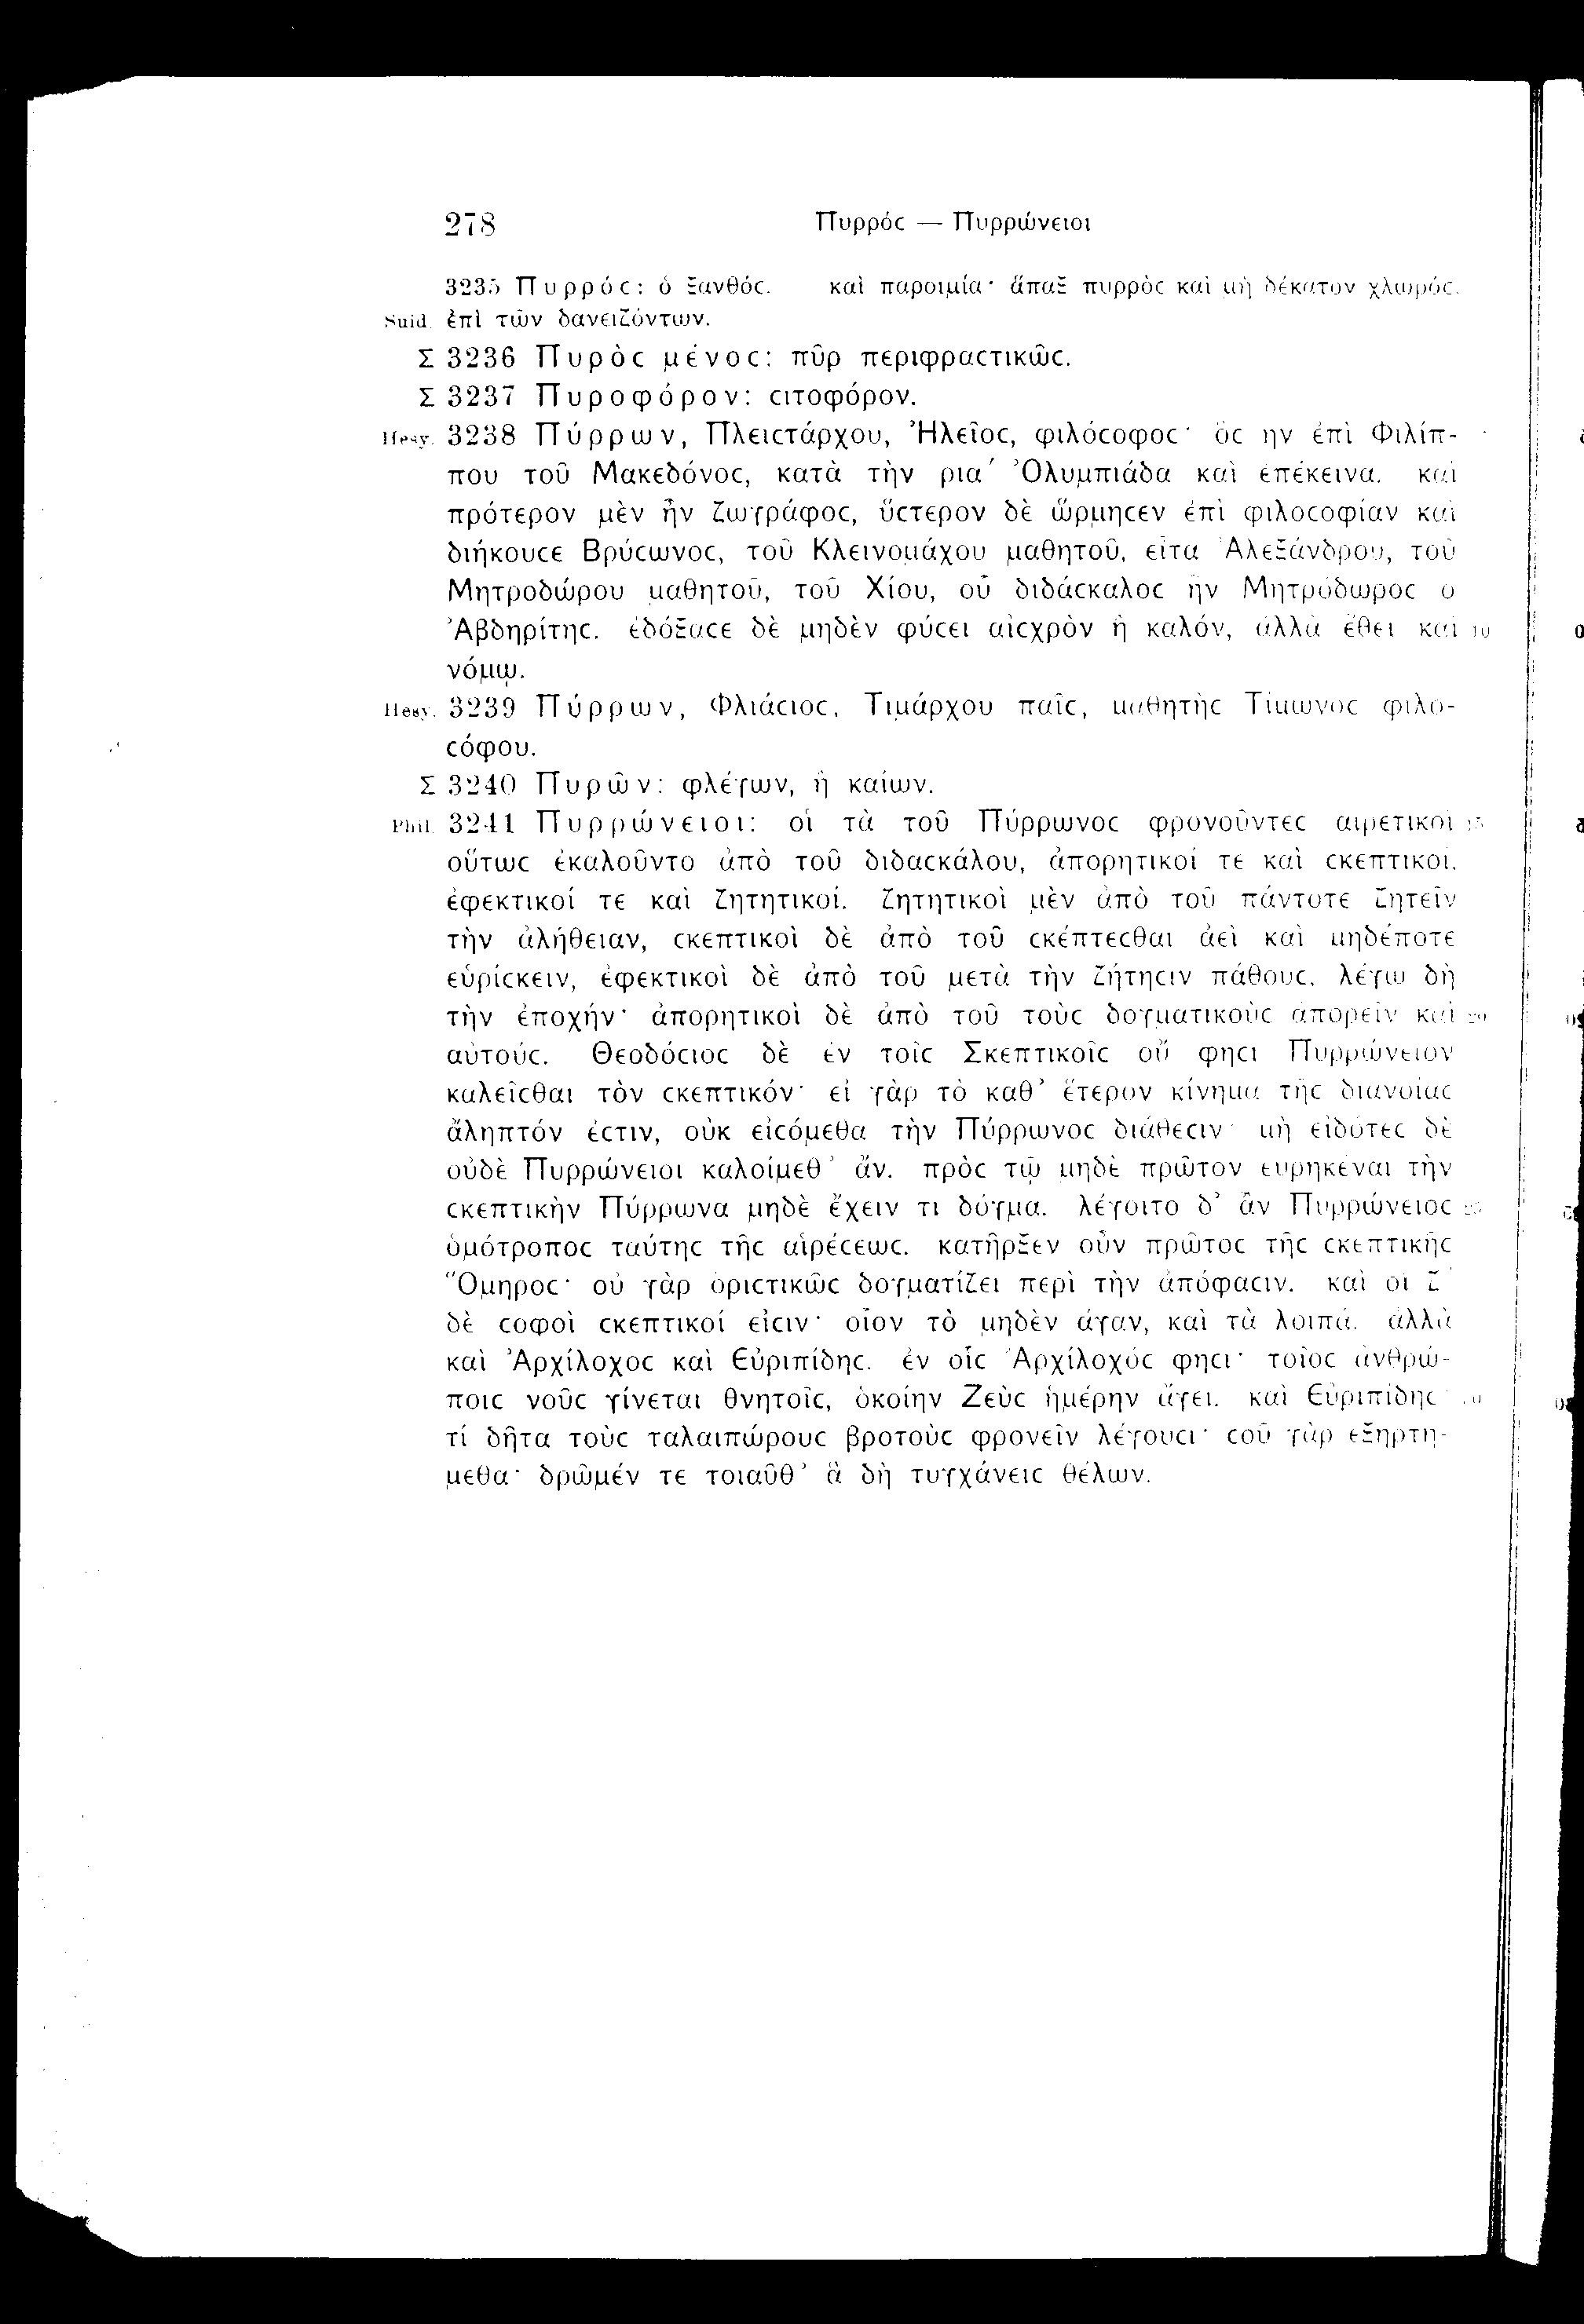 278 Πυρρόϲ — Πυρρώνειοι
3235 Πυρρόϲ: ὁ ξανθόϲ. καὶ παροιμία· ἅπαξ πυρρὸϲ καὶ μὴ δέκατον χλωρόϲ.
Suid. ἐπὶ τῶν δανειζόντων.
Σ 3236 Πυρὸϲ μένοϲ: πῦρ περιφραϲτικῶϲ.
Σ 3237 Πυροφόρον: ϲιτοφόρον.
Hesy. 3238 Πύρρων, Πλειϲτάρχου, Ἠλεῖοϲ, φιλόϲοφοϲ· ὃϲ ἦν ἐπὶ Φιλίπ-
που τοῦ Μακεδόνοϲ, κατὰ τὴν ρια΄ Ὀλυμπιάδα καὶ ἐπέκεινα. καὶ
πρότερον μὲν ἦν ζωγράφοϲ, ὕϲτερον δὲ ὥρμηϲεν ἐπὶ φιλοϲοφίαν καὶ
διήκουϲε Βρύϲωνοϲ, τοῦ Κλεινομάχου μαθητοῦ, εἶτα Ἀλεξάνδρου, τοῦ
Μητροδώρου μαθητοῦ, τοῦ Χίου, οὗ διδάϲκαλοϲ ἦν Μητρόδωροϲ ὁ
Ἀβδηρίτηϲ. ἐδόξαϲε δὲ μηδὲν φύϲει αἰϲχρὸν ἢ καλόν, ἀλλὰ ἔθει καὶ 10
νόμῳ.
Hesy. 3239 Πύρρων, Φλιάϲιοϲ, Τιμάρχου παῖϲ, μαθητὴϲ Τίμωνοϲ φιλο-
ϲόφου.
Σ 3240 Πυρῶν: φλέγων, ἢ καίων.
Phil. 3241 Πυρρώνειοι: οἱ τὰ τοῦ Πύρρωνοϲ φρονοῦντεϲ αἱρετικοὶ 15
οὕτωϲ ἐκαλοῦντο ἀπὸ τοῦ διδαϲκάλου, ἀπορητικοί τε καὶ ϲκεπτικοί.
ἐφεκτικοί τε καὶ ζητητικοί. ζητητικοὶ μὲν ἀπὸ τοῦ πάντοτε ζητεῖν
τὴν ἀλήθειαν, ϲκεπτικοὶ δὲ ἀπὸ τοῦ ϲκέπτεϲθαι ἀεὶ καὶ μηδέποτε
εὑρίϲκειν, ἐφεκτικοὶ δὲ ἀπὸ τοῦ μετὰ τὴν ζήτηϲιν πάθουϲ. λέγω δὴ
τὴν ἐποχήν· ἀπορητικοὶ δὲ ἀπὸ τοῦ τοὺϲ δογματικοὺϲ ἀπορεῖν καὶ 20
αὐτούϲ. Θεοδόϲιοϲ δὲ ἐν τοῖϲ Σκεπτικοῖϲ οὔ φηϲι Πυρρώνειον
καλεῖϲθαι τὸν ϲκεπτικόν· εἰ γὰρ τὸ καθ’ ἕτερον κίνημα τῆϲ διανοίαϲ
ἄληπτόν ἐϲτιν, οὐκ εἰϲόμεθα τὴν Πύρρωνοϲ διάθεϲιν· μὴ εἰδότεϲ δὲ
οὐδὲ Πυρρώνειοι καλοίμεθ’ ἄν. πρὸϲ τῷ μηδὲ πρῶτον εὑρηκέναι τὴν
ϲκεπτικὴν Πύρρωνα μηδὲ ἔχειν τι δόγμα. λέγοιτο δ’ ἂν Πυρρώνειοϲ 25
ὁμότροποϲ ταύτηϲ τῆϲ αἱρέϲεωϲ. κατῆρξεν οὖν πρῶτοϲ τῆϲ ϲκεπτικῆϲ
Ὅμηροϲ· οὐ γὰρ ὁριϲτικῶϲ δογματίζει περὶ τὴν ἀπόφαϲιν. καὶ οἱ ζ΄
δὲ ϲοφοὶ ϲκεπτικοί εἰϲιν· οἷον τὸ μηδὲν ἄγαν, καὶ τὰ λοιπά. ἀλλὰ
καὶ Ἀρχίλοχοϲ καὶ Εὐριπίδηϲ. ἐν οἷϲ Ἀρχίλοχόϲ φηϲι· τοῖοϲ ἀνθρώ-
ποιϲ νοῦϲ γίνεται θνητοῖϲ, ὁκοίην Ζεὺϲ ἡμέρην ἄγει. καὶ Εὐριπίδηϲ· 30
τί δῆτα τοὺϲ ταλαιπώρουϲ βροτοὺϲ φρονεῖν λέγουϲι· ϲοῦ γὰρ ἐξηρτή-
μεθα· δρῶμέν τε τοιαῦθ’ ἃ δὴ τυγχάνειϲ θέλων.